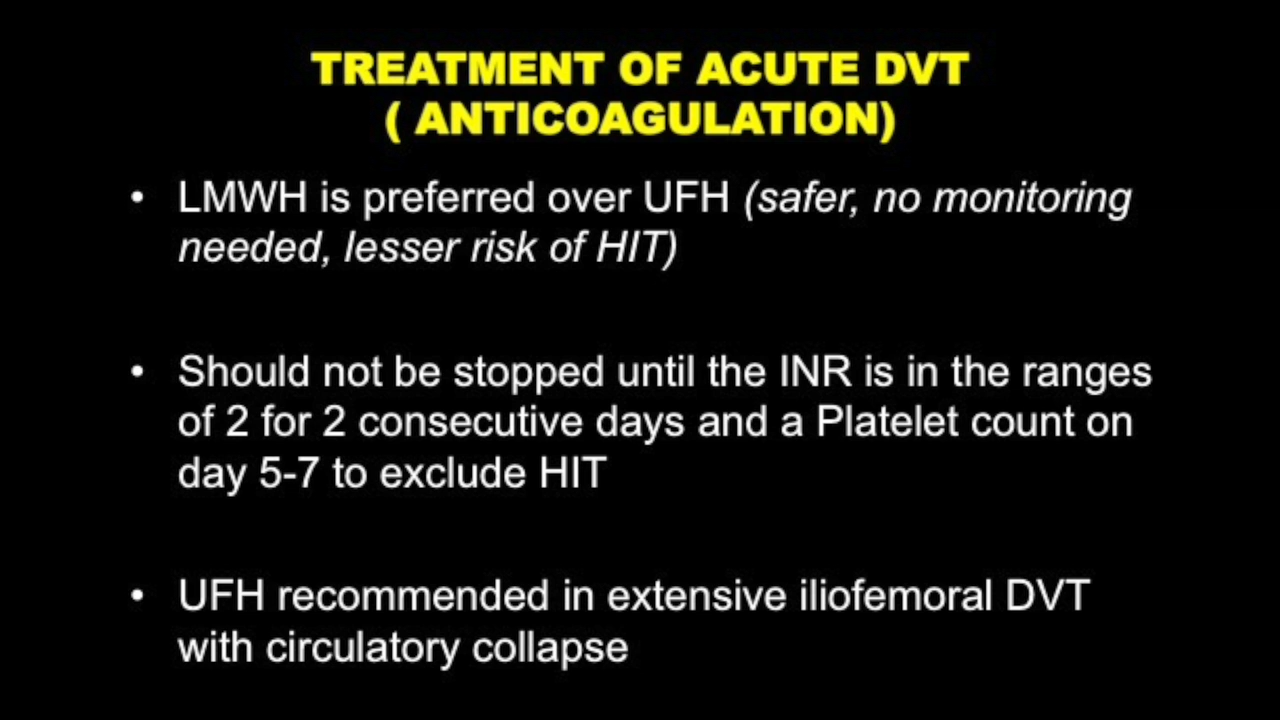 TREATMENT OF ACUTE DVT
( ANTICOAGULATION)
• LMWH is preferred over UFH (safer, no monitoring
needed, lesser risk of HIT)
• Should not be stopped until the INR is in the ranges
of 2 for 2 consecutive days and a Platelet count on
day 5-7 to exclude HIT
• UFH recommended in extensive iliofemoral DVT
with circulatory collapse